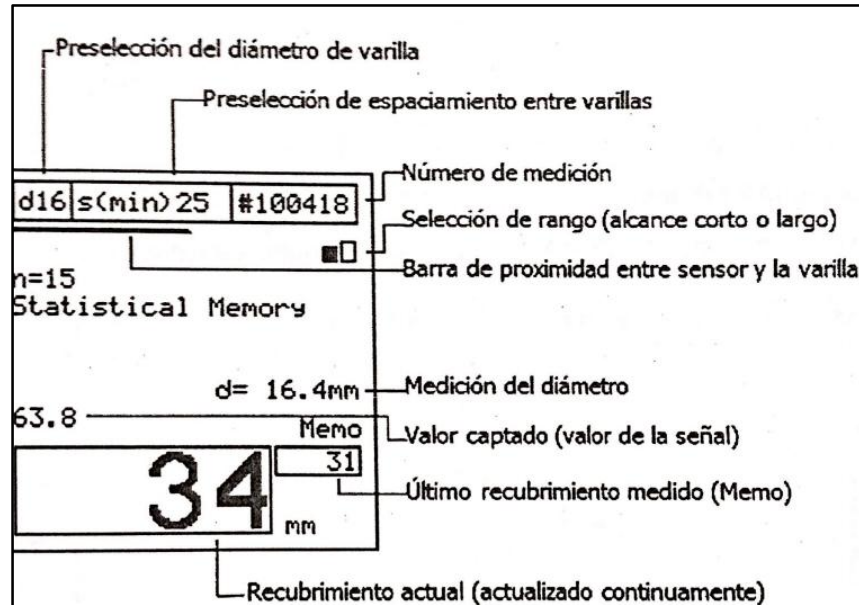 Preselección del diámetro de varilla
Preselección de espaciamiento entre varillas
Número de medición
d16 s(min)25 #100418
Selección de rango (alcance corto o largo)
Barra de proximidad entre sensor y la varilla
n=15
Statistical Memory
d= 16.4mm
Medición del diámetro
63.8
Memo
Valor captado (valor de la señal)
34 mm
31
Último recubrimiento medido (Memo)
Recubrimiento actual (actualizado continuamente)